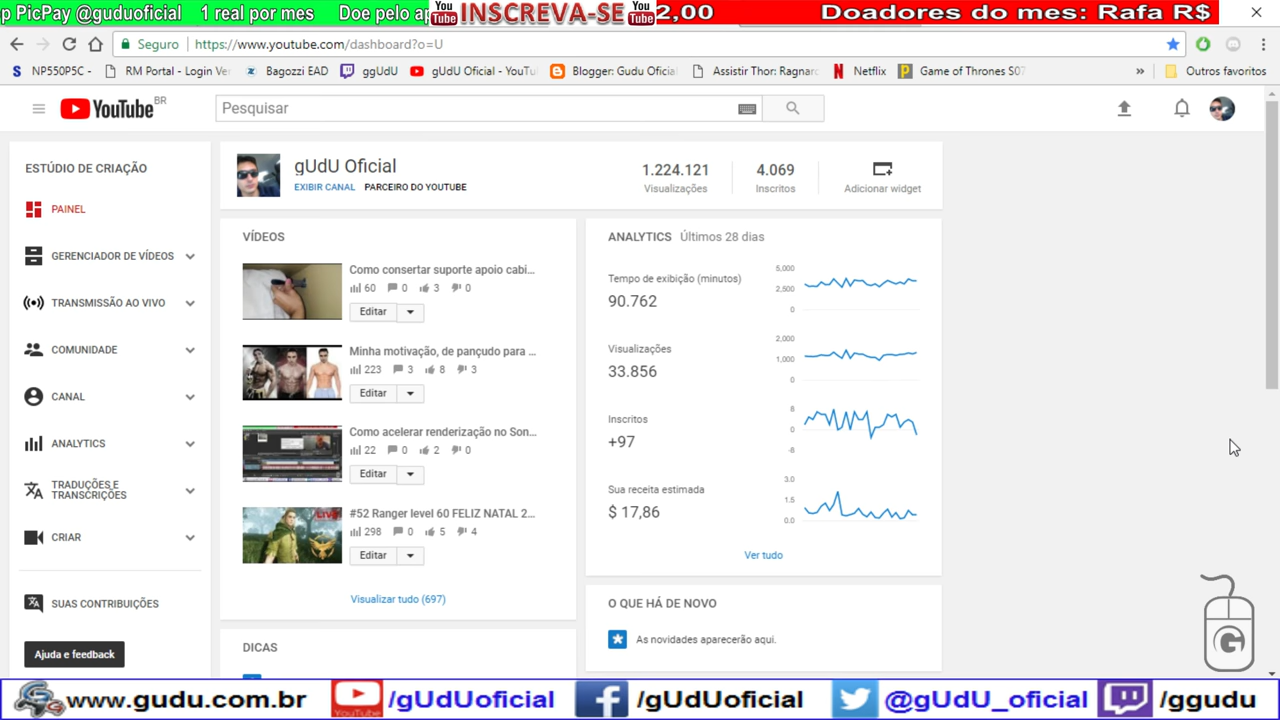 p PicPay @guduoficial 1 real por mes Doe pelo ap
You Tube INSCREVA-SE You Tube
2,00 Doadores do mes: Rafa R$
Seguro https://www.youtube.com/dashboard?o=U
NP550P5C - RM Portal - Login Ve Bagozzi EAD ggUdU gUdU Oficial - YouTu Blogger: Gudu Oficia Assistir Thor: Ragnar Netflix Game of Thrones S07 » Outros favoritos
YouTube BR
Pesquisar
ESTÚDIO DE CRIAÇÃO
PAINEL
GERENCIADOR DE VÍDEOS
TRANSMISSÃO AO VIVO
COMUNIDADE
CANAL
ANALYTICS
TRADUÇÕES E
TRANSCRIÇÕES
CRIAR
SUAS CONTRIBUIÇÕES
Ajuda e feedback
gUdU Oficial
EXIBIR CANAL PARCEIRO DO YOUTUBE
1.224.121
Visualizações
4.069
Inscritos
Adicionar widget
VÍDEOS
Como consertar suporte apoio cabi...
60 0 3 0
Editar
Minha motivação, de pançudo para ...
223 3 8 3
Editar
Como acelerar renderização no Son...
22 0 2 0
Editar
#52 Ranger level 60 FELIZ NATAL 2...
298 0 5 4
Editar
Visualizar tudo (697)
DICAS
ANALYTICS Últimos 28 dias
Tempo de exibição (minutos)
90.762
5,000
2,500
0
Visualizações
33.856
2,000
1,000
0
Inscritos
+97
8
0
-8
Sua receita estimada
$ 17,86
3.0
1.5
0.0
Ver tudo
O QUE HÁ DE NOVO
As novidades aparecerão aqui.
G
www.gudu.com.br YouTube /gUdUoficial /gUdUoficial @gUdU_oficial /ggudu